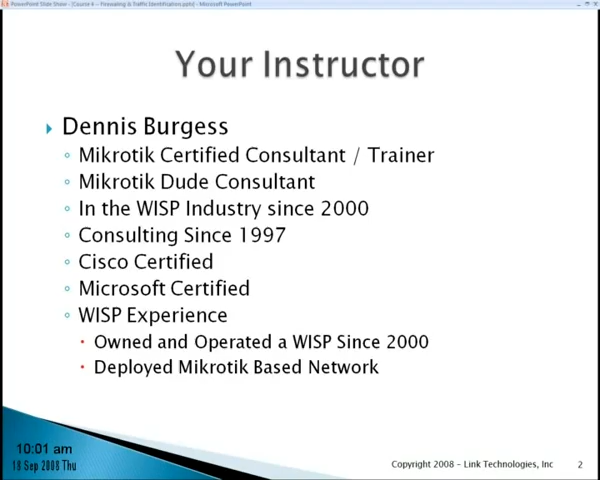 PowerPoint Slide Show - [Course 4 -- Firewalling & Traffic Identification.pptx] - Microsoft PowerPoint
Your Instructor
Dennis Burgess
Mikrotik Certified Consultant / Trainer
Mikrotik Dude Consultant
In the WISP Industry since 2000
Consulting Since 1997
Cisco Certified
Microsoft Certified
WISP Experience
Owned and Operated a WISP Since 2000
Deployed Mikrotik Based Network
10:01 am
18 Sep 2008 Thu
Copyright 2008 - Link Technologies, Inc
2